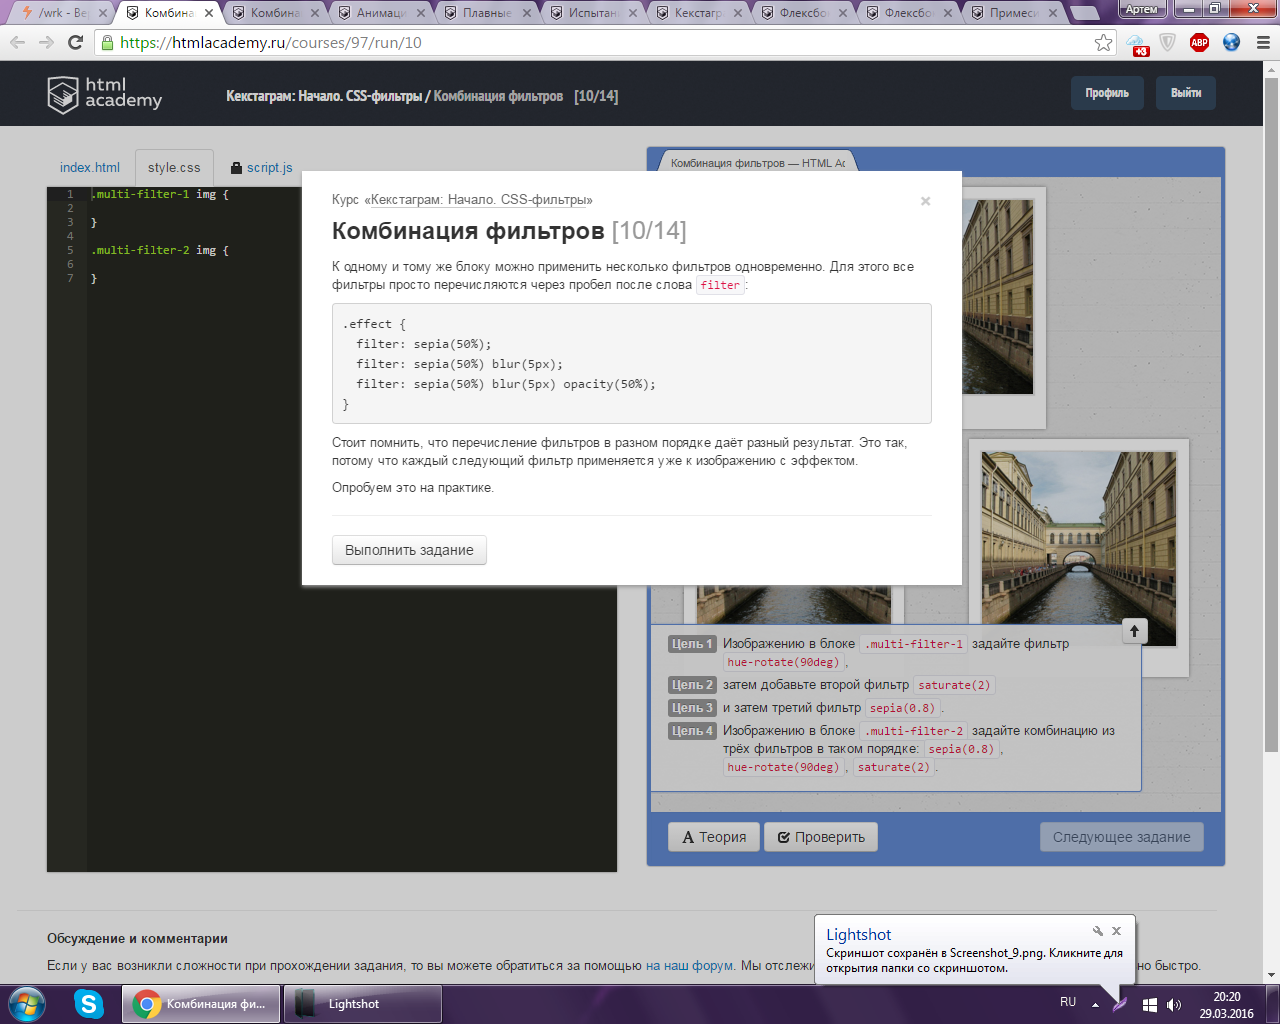 /wrk - Ве
Комбина
Комбина
Анимаци
Плавные
Испытан
Кекстагр
Флексбо
Флексбо
Примеси
Артем
https://htmlacademy.ru/courses/97/run/10
+3
ABP
html
academy
Кекстаграм: Начало. CSS-фильтры / Комбинация фильтров [10/14]
Профиль
Выйти
index.html
style.css
script.js
Комбинация фильтров — HTML Ac
1 .multi-filter-1 img {
2
3 }
4
5 .multi-filter-2 img {
6
7 }
Курс «Кекстаграм: Начало. CSS-фильтры»
Комбинация фильтров [10/14]
К одному и тому же блоку можно применить несколько фильтров одновременно. Для этого все
фильтры просто перечисляются через пробел после слова filter:
.effect {
filter: sepia(50%);
filter: sepia(50%) blur(5px);
filter: sepia(50%) blur(5px) opacity(50%);
}
Стоит помнить, что перечисление фильтров в разном порядке даёт разный результат. Это так,
потому что каждый следующий фильтр применяется уже к изображению с эффектом.
Опробуем это на практике.
Выполнить задание
Цель 1 Изображению в блоке .multi-filter-1 задайте фильтр
hue-rotate(90deg),
Цель 2 затем добавьте второй фильтр saturate(2)
Цель 3 и затем третий фильтр sepia(0.8).
Цель 4 Изображению в блоке .multi-filter-2 задайте комбинацию из
трёх фильтров в таком порядке: sepia(0.8),
hue-rotate(90deg), saturate(2).
Теория
Проверить
Следующее задание
Обсуждение и комментарии
Если у вас возникли сложности при прохождении задания, то вы можете обратиться за помощью на наш форум. Мы отслежи
но быстро.
Lightshot
Скриншот сохранён в Screenshot_9.png. Кликните для
открытия папки со скриншотом.
Комбинация фи...
Lightshot
RU
20:20
29.03.2016